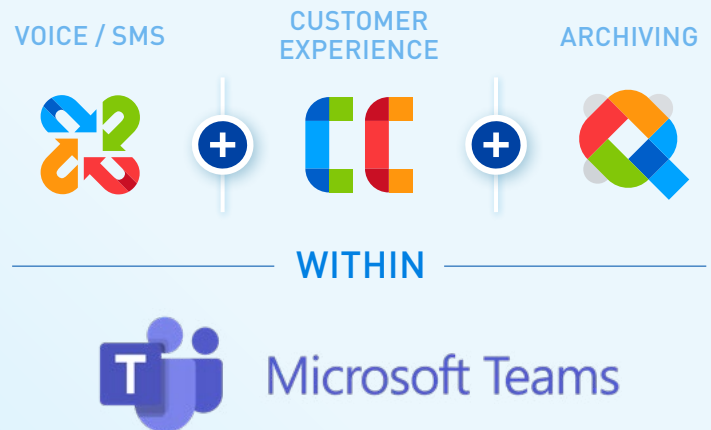 VOICE / SMS
CUSTOMER
EXPERIENCE
ARCHIVING
WITHIN
T
Microsoft Teams